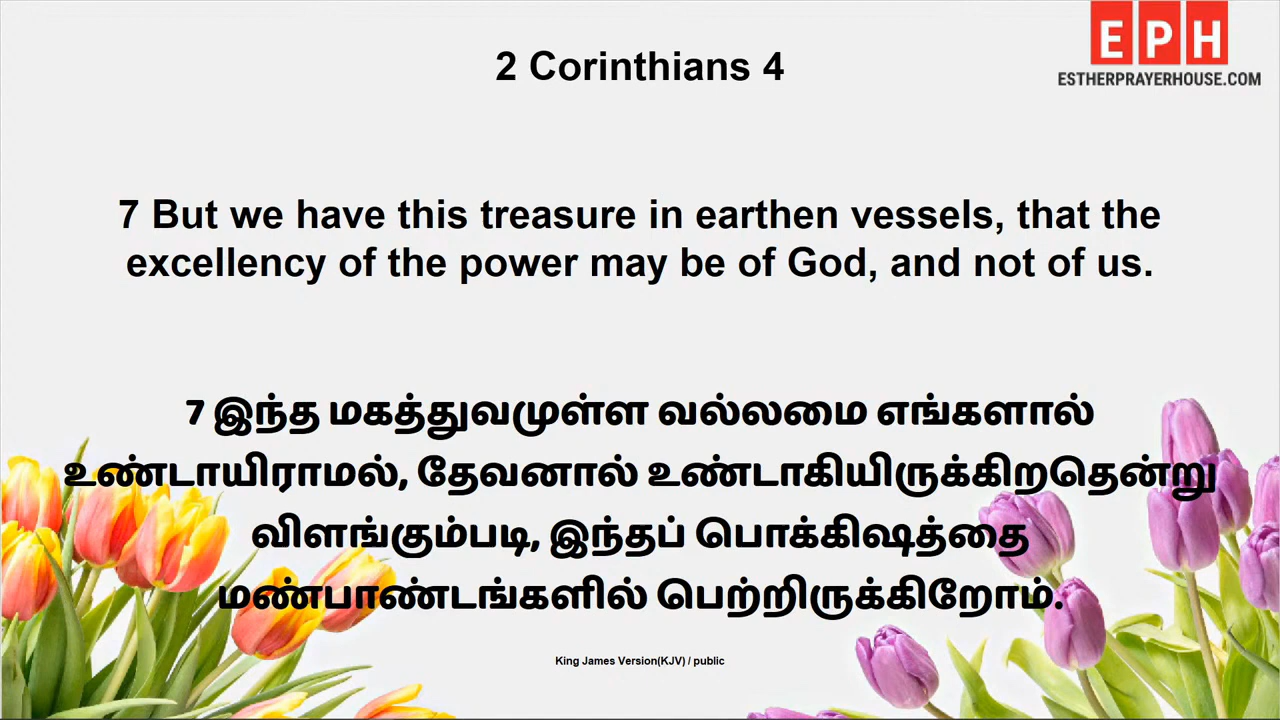 E P H
ESTHERPRAYERHOUSE.COM
2 Corinthians 4
7 But we have this treasure in earthen vessels, that the
excellency of the power may be of God, and not of us.
7 இந்த மகத்துவமுள்ள வல்லமை எங்களால்
உண்டாயிராமல், தேவனால் உண்டாகியிருக்கிறதென்று
விளங்கும்படி, இந்தப் பொக்கிஷத்தை
மண்பாண்டங்களில் பெற்றிருக்கிறோம்.
King James Version(KJV) / public